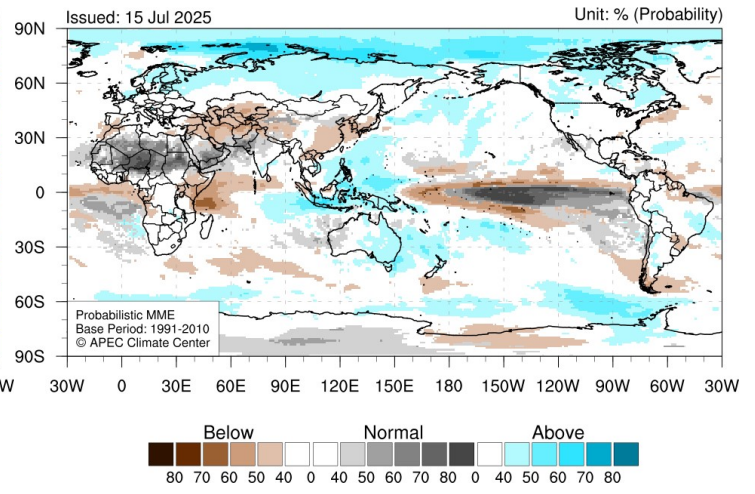 Issued: 15 Jul 2025 Unit: % (Probability)
90N
60N
30N
0
30S
60S
90S
Probabilistic MME
Base Period: 1991-2010
© APEC Climate Center
W 30W 0 30E 60E 90E 120E 150E 180 150W 120W 90W 60W 30W
Below Normal Above
80 70 60 50 40 0 40 50 60 70 80 0 40 50 60 70 80